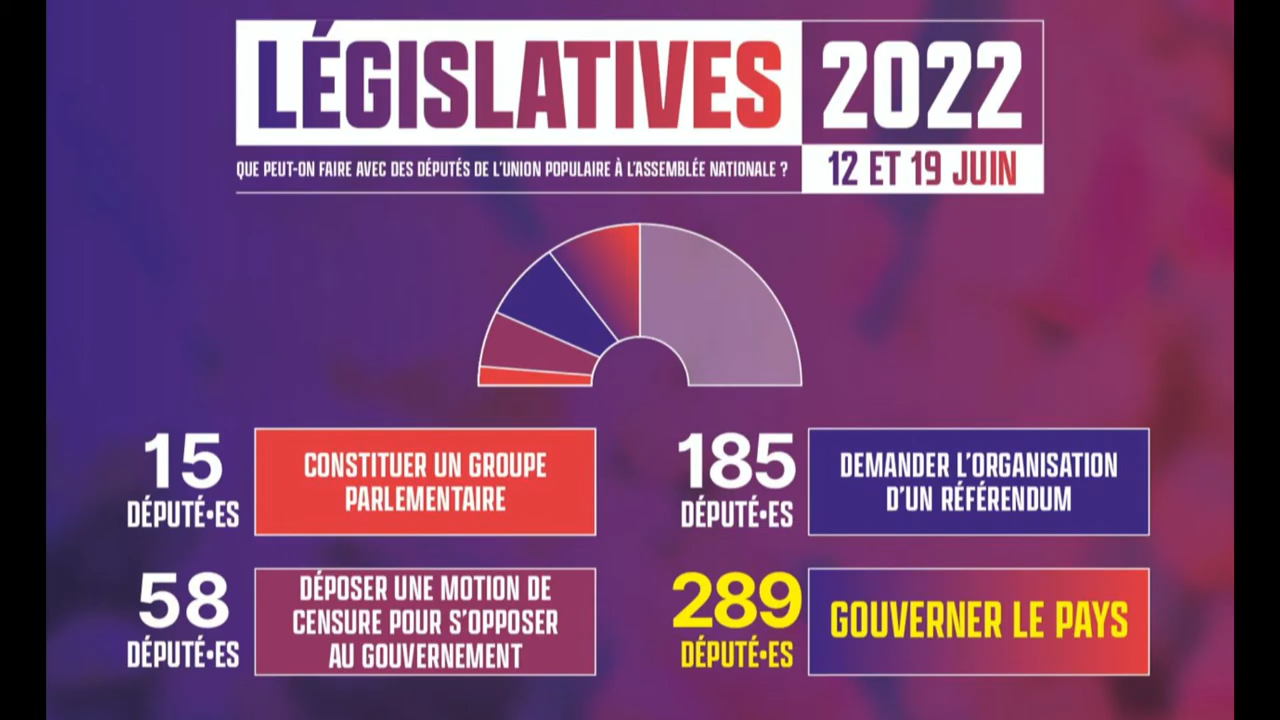 LÉGISLATIVES 2022
QUE PEUT-ON FAIRE AVEC DES DÉPUTÉS DE L'UNION POPULAIRE À L'ASSEMBLÉE NATIONALE ?
12 ET 19 JUIN
15
DÉPUTÉ•ES
CONSTITUER UN GROUPE
PARLEMENTAIRE
185
DÉPUTÉ•ES
DEMANDER L'ORGANISATION
D'UN RÉFÉRENDUM
58
DÉPUTÉ•ES
DÉPOSER UNE MOTION DE
CENSURE POUR S'OPPOSER
AU GOUVERNEMENT
289
DÉPUTÉ•ES
GOUVERNER LE PAYS